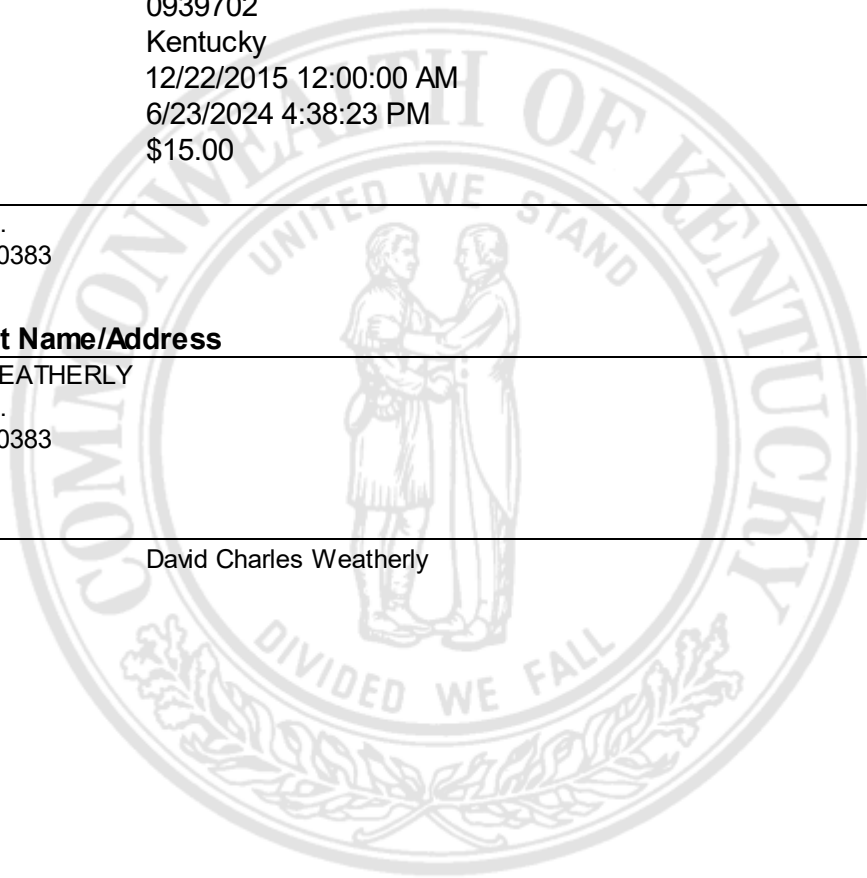 0939702
Kentucky
12/22/2015 12:00:00 AM
6/23/2024 4:38:23 PM
$15.00
.
0383
t Name/Address
EATHERLY
.
0383
David Charles Weatherly
COMMONWEALTH OF KENTUCKY
UNITED WE STAND
DIVIDED WE FALL